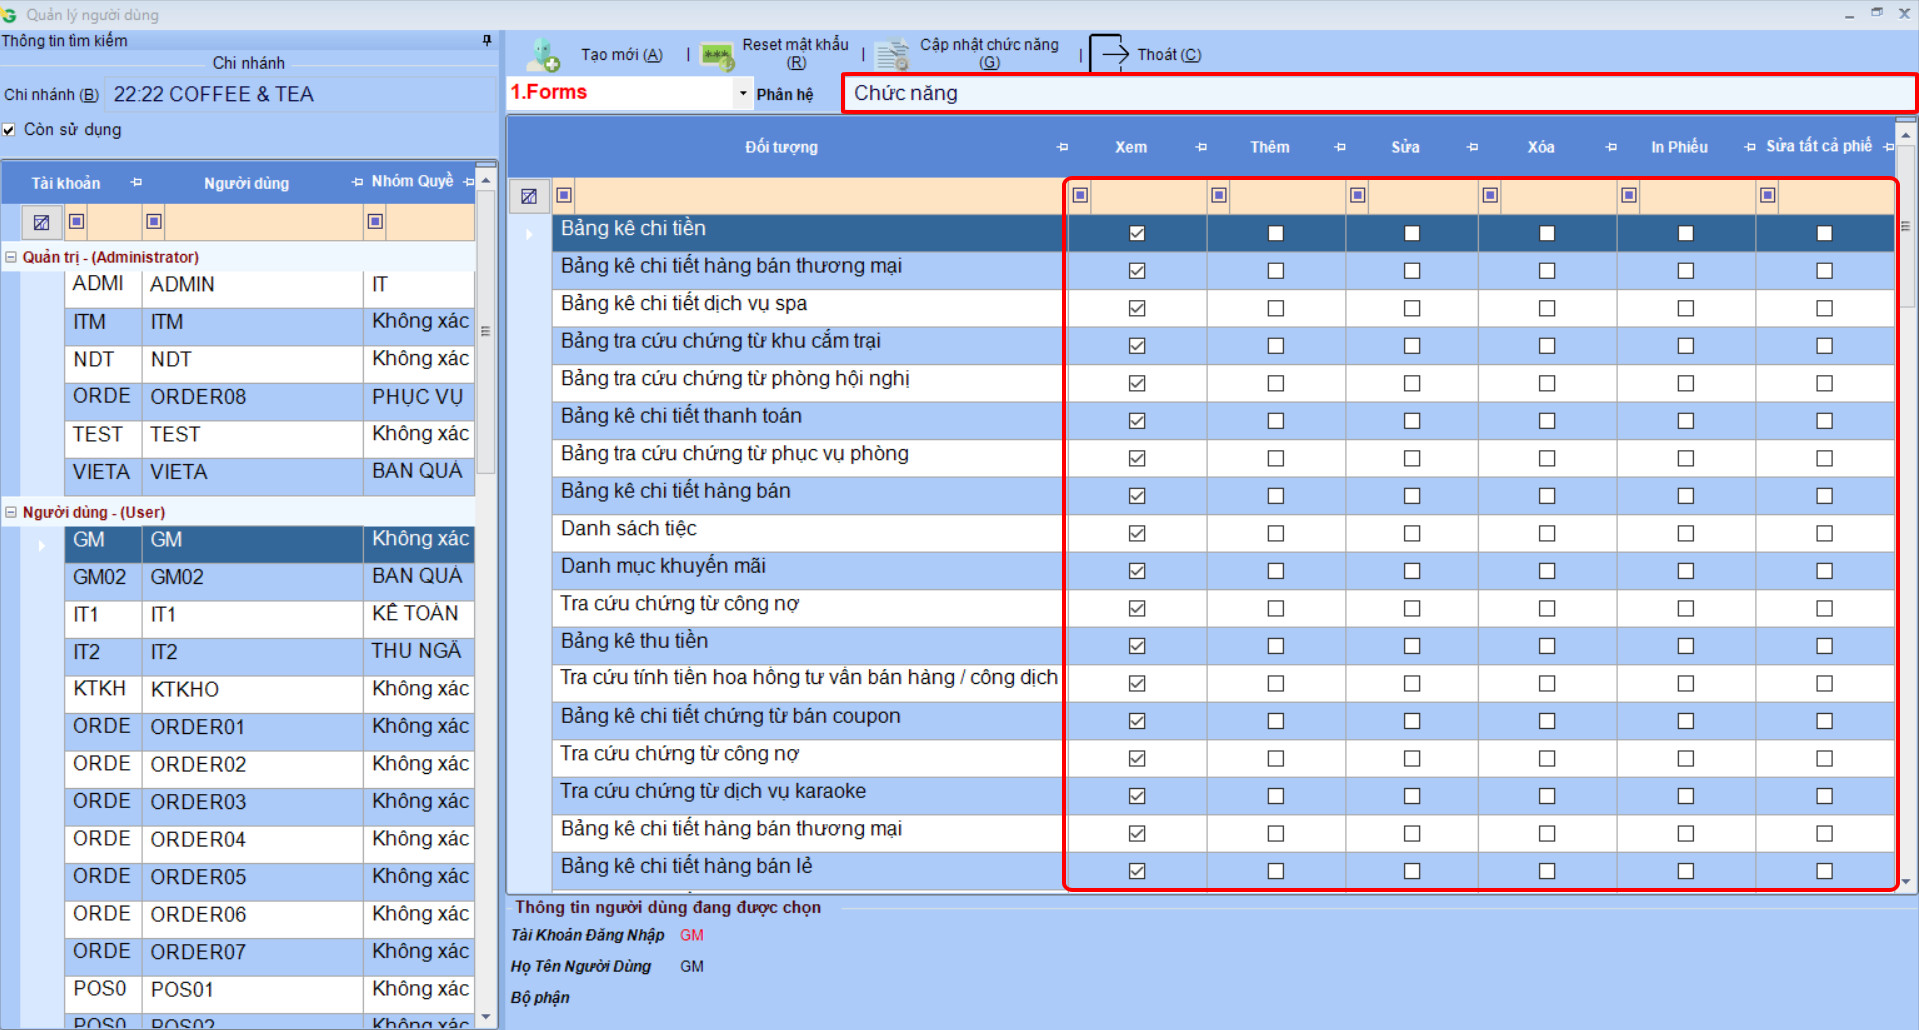 Quản lý người dùng
Thông tin tìm kiếm
Chi nhánh
Chi nhánh (B) 22:22 COFFEE & TEA
Còn sử dụng
Tài khoản Người dùng Nhóm Quyề
Quản trị - (Administrator)
ADMI ADMIN IT
ITM ITM Không xác
NDT NDT Không xác
ORDE ORDER08 PHỤC VỤ
TEST TEST Không xác
VIETA VIETA BAN QUẢ
Người dùng - (User)
GM GM Không xác
GM02 GM02 BAN QUẢ
IT1 IT1 KẾ TOÁN
IT2 IT2 THU NGÂ
KTKH KTKHO Không xác
ORDE ORDER01 Không xác
ORDE ORDER02 Không xác
ORDE ORDER03 Không xác
ORDE ORDER04 Không xác
ORDE ORDER05 Không xác
ORDE ORDER06 Không xác
ORDE ORDER07 Không xác
POS0 POS01 Không xác
POS0 POS02 Không xác
Tạo mới (A) | Reset mật khẩu (R) | Cập nhật chức năng (G) | Thoát (C)
1.Forms Phân hệ Chức năng
Đối tượng Xem Thêm Sửa Xóa In Phiếu Sửa tất cả phiế
Bảng kê chi tiền
Bảng kê chi tiết hàng bán thương mại
Bảng kê chi tiết dịch vụ spa
Bảng tra cứu chứng từ khu cắm trại
Bảng tra cứu chứng từ phòng hội nghị
Bảng kê chi tiết thanh toán
Bảng tra cứu chứng từ phục vụ phòng
Bảng kê chi tiết hàng bán
Danh sách tiệc
Danh mục khuyến mãi
Tra cứu chứng từ công nợ
Bảng kê thu tiền
Tra cứu tính tiền hoa hồng tư vấn bán hàng / công dịch
Bảng kê chi tiết chứng từ bán coupon
Tra cứu chứng từ công nợ
Tra cứu chứng từ dịch vụ karaoke
Bảng kê chi tiết hàng bán thương mại
Bảng kê chi tiết hàng bán lẻ
Thông tin người dùng đang được chọn
Tài Khoản Đăng Nhập GM
Họ Tên Người Dùng GM
Bộ phận